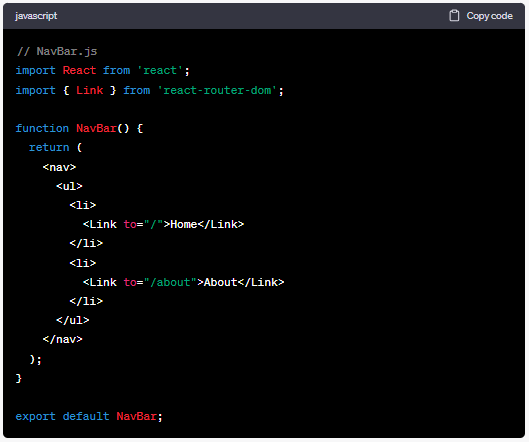 javascript
Copy code
// NavBar.js
import React from 'react';
import { Link } from 'react-router-dom';

function NavBar() {
  return (
    <nav>
      <ul>
        <li>
          <Link to="/">Home</Link>
        </li>
        <li>
          <Link to="/about">About</Link>
        </li>
      </ul>
    </nav>
  );
}

export default NavBar;